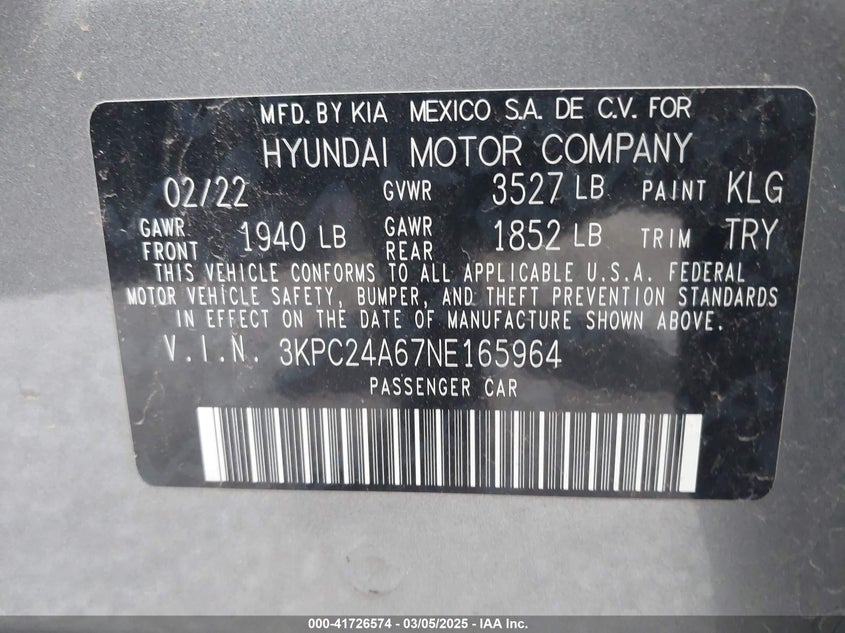 MFD. BY KIA MEXICO S.A. DE C.V. FOR
HYUNDAI MOTOR COMPANY
02/22 GVWR 3527 LB PAINT KLG
GAWR FRONT 1940 LB GAWR REAR 1852 LB TRIM TRY
THIS VEHICLE CONFORMS TO ALL APPLICABLE U.S.A. FEDERAL
MOTOR VEHICLE SAFETY, BUMPER, AND THEFT PREVENTION STANDARDS
IN EFFECT ON THE DATE OF MANUFACTURE SHOWN ABOVE.
V.I.N. 3KPC24A67NE165964
PASSENGER CAR
000-41726574 - 03/05/2025 - IAA Inc.